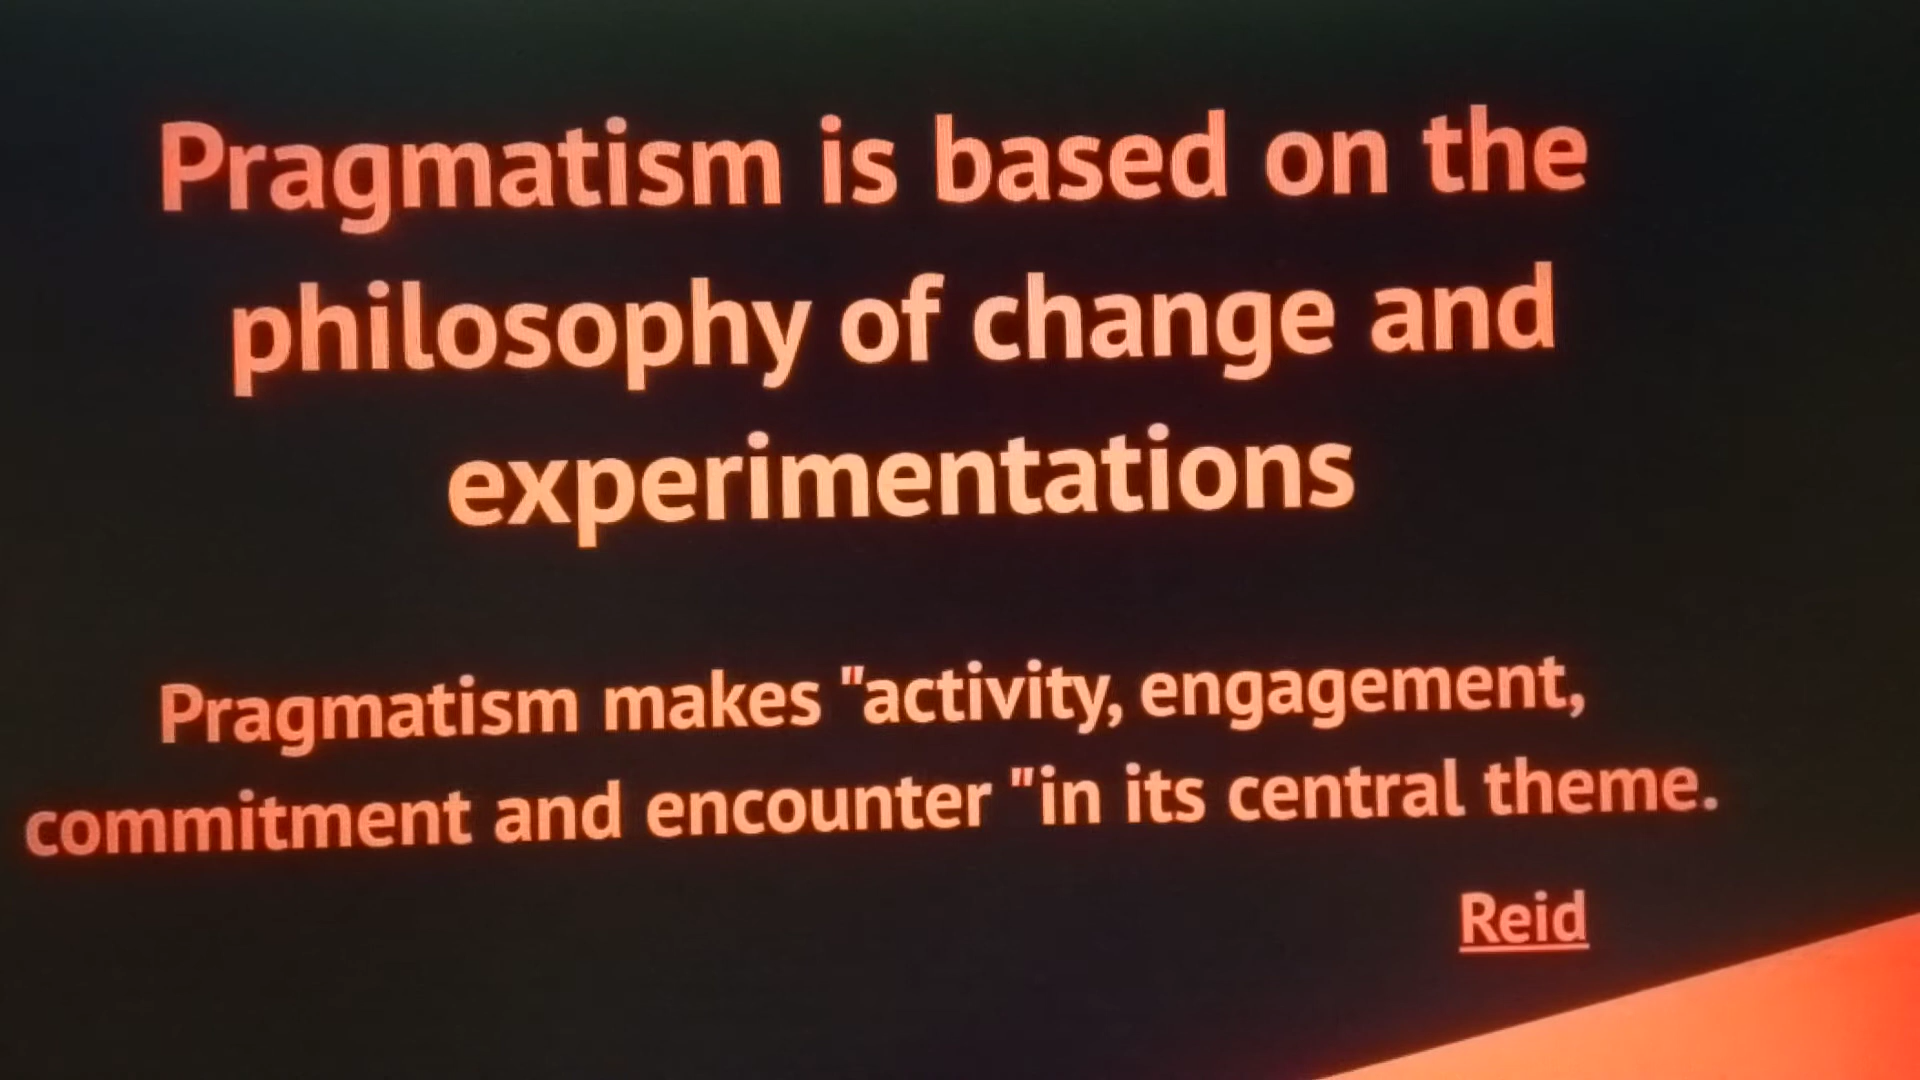 Pragmatism is based on the
philosophy of change and
experimentations
Pragmatism makes "activity, engagement,
commitment and encounter "in its central theme.
Reid